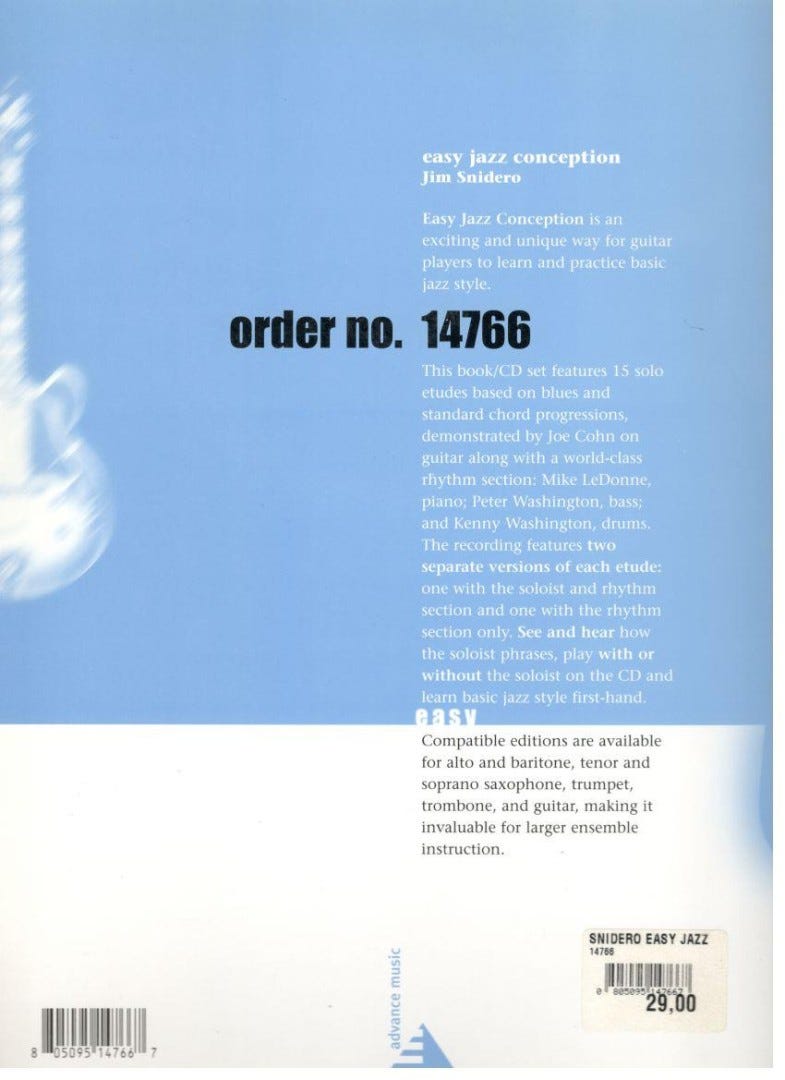 easy jazz conception
Jim Snidero
Easy Jazz Conception is an
exciting and unique way for guitar
players to learn and practice basic
jazz style.
order no. 14766
This book/CD set features 15 solo
etudes based on blues and
standard chord progressions,
demonstrated by Joe Cohn on
guitar along with a world-class
rhythm section: Mike LeDonne,
piano; Peter Washington, bass;
and Kenny Washington, drums.
The recording features two
separate versions of each etude:
one with the soloist and rhythm
section and one with the rhythm
section only. See and hear how
the soloist phrases, play with or
without the soloist on the CD and
learn basic jazz style first-hand.
easy
Compatible editions are available
for alto and baritone, tenor and
soprano saxophone, trumpet,
trombone, and guitar, making it
invaluable for larger ensemble
instruction.
SNIDERO EASY JAZZ
14766
0 805095 147667
29,00
advance music
8 05095 14766 7